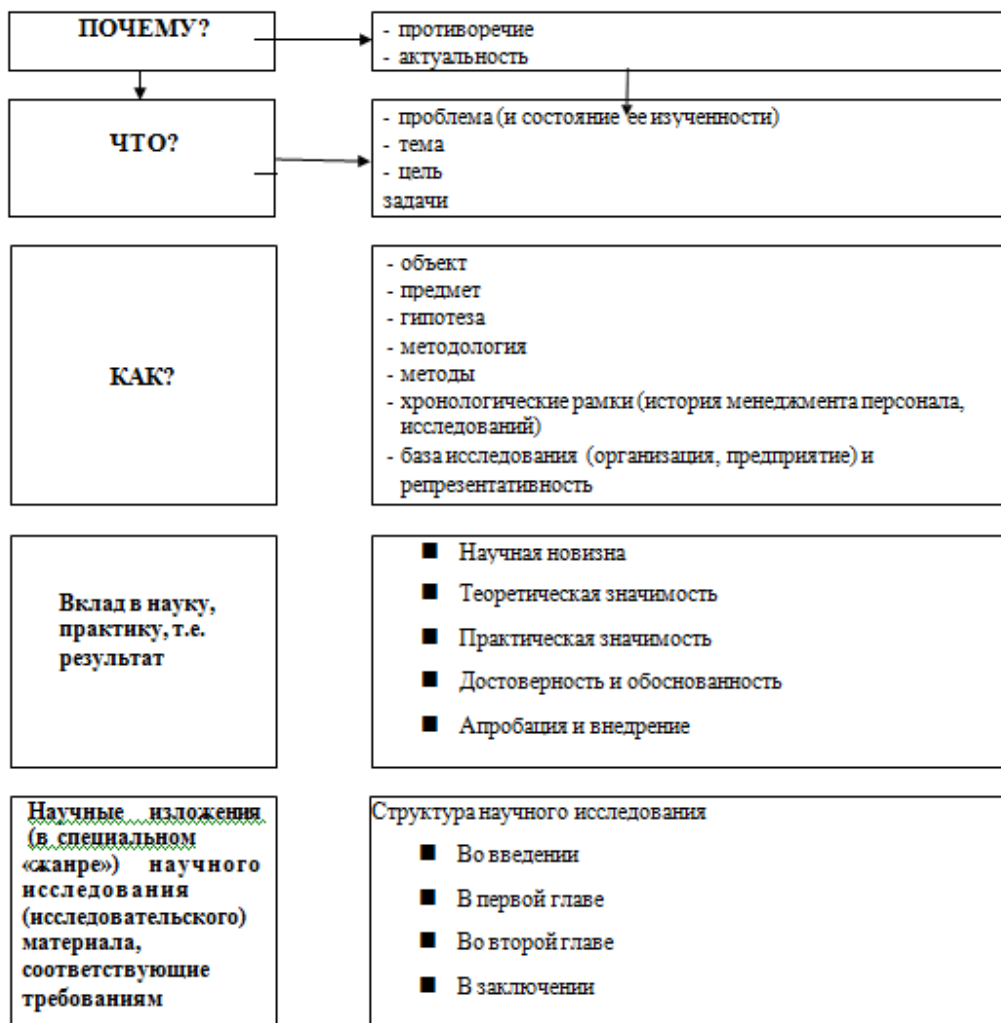 ПОЧЕМУ?
- противоречие
- актуальность
ЧТО?
- проблема (и состояние ее изученности)
- тема
- цель
задачи
КАК?
- объект
- предмет
- гипотеза
- методология
- методы
- хронологические рамки (история менеджмента персонала,
исследований)
- база исследования (организация, предприятие) и
репрезентативность
Вклад в науку,
практику, т.е.
результат
■ Научная новизна
■ Теоретическая значимость
■ Практическая значимость
■ Достоверность и обоснованность
■ Апробация и внедрение
Научные изложения
(в специальном
«жанре») научного
исследования
(исследовательского)
материала,
соответствующие
требованиям
Структура научного исследования
■ Во введении
■ В первой главе
■ Во второй главе
■ В заключении